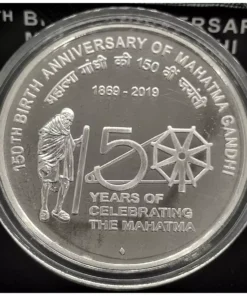 150TH BIRTH ANNIVERSARY OF MAHATMA GANDHI
महात्मा गांधी की 150 वीं जयंती
1869 - 2019
150
YEARS OF
CELEBRATING
THE MAHATMA